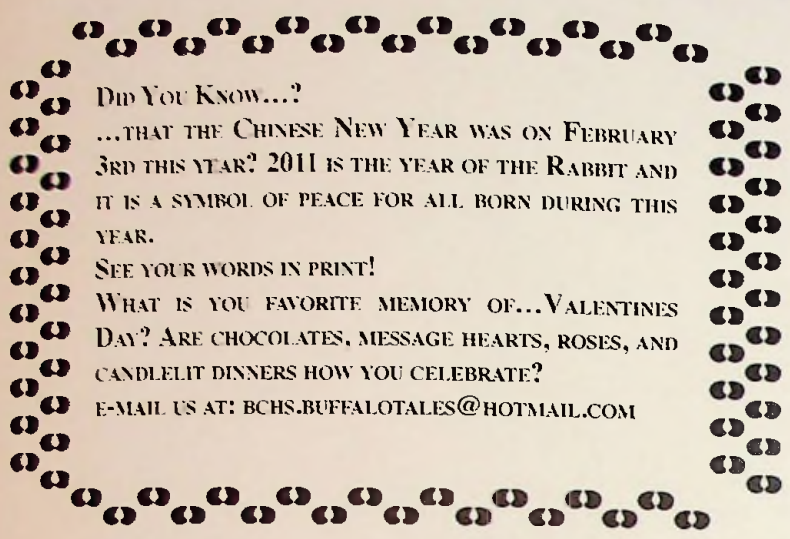 Did You Know...?
...that the Chinese New Year was on February
3rd this year? 2011 is the year of the Rabbit and
it is a symbol of peace for all born during this
year.
See your words in print!
What is you favorite memory of...Valentines
Day? Are chocolates, message hearts, roses, and
candlelit dinners how you celebrate?
e-mail us at: bchs.buffalotales@hotmail.com